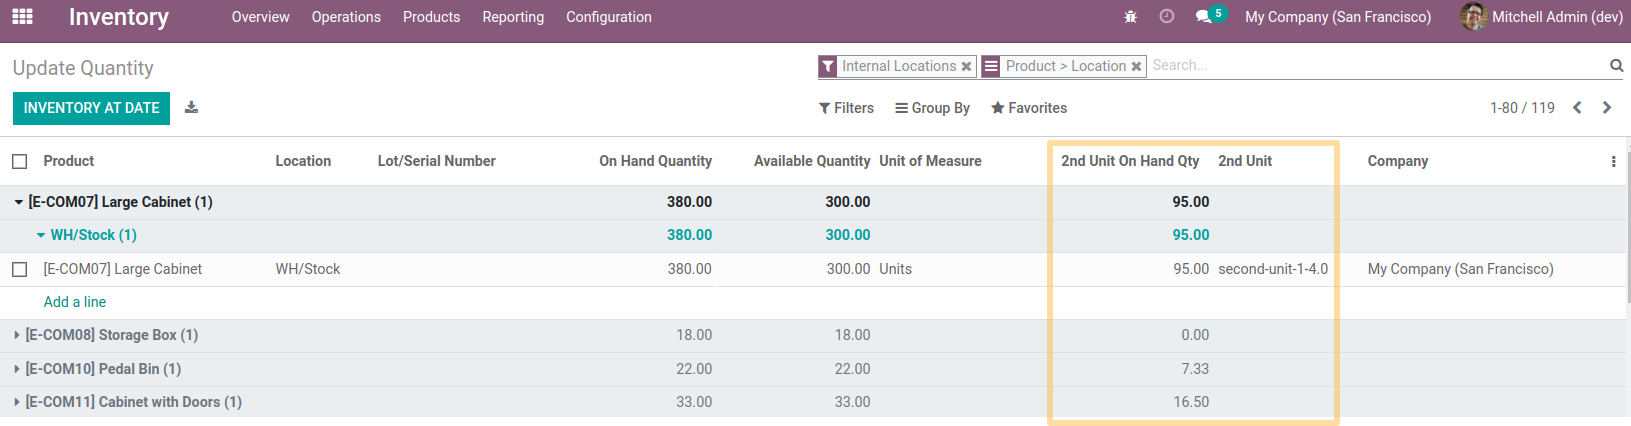 Inventory Overview Operations Products Reporting Configuration 5 My Company (San Francisco) Mitchell Admin (dev)
Update Quantity Internal Locations Product > Location Search...
INVENTORY AT DATE Filters Group By Favorites 1-80 / 119
Product Location Lot/Serial Number On Hand Quantity Available Quantity Unit of Measure 2nd Unit On Hand Qty 2nd Unit Company
[E-COM07] Large Cabinet (1) 380.00 300.00 95.00
WH/Stock (1) 380.00 300.00 95.00
[E-COM07] Large Cabinet WH/Stock 380.00 300.00 Units 95.00 second-unit-1-4.0 My Company (San Francisco)
Add a line
[E-COM08] Storage Box (1) 18.00 18.00 0.00
[E-COM10] Pedal Bin (1) 22.00 22.00 7.33
[E-COM11] Cabinet with Doors (1) 33.00 33.00 16.50